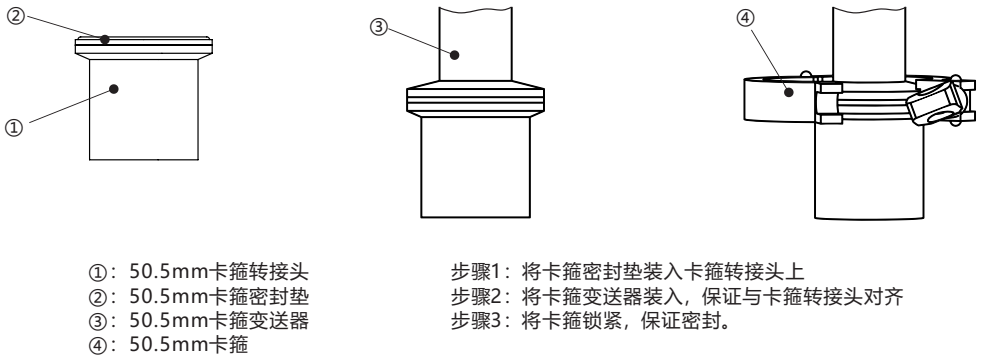 ②
①
③
④
①：50.5mm卡箍转接头
②：50.5mm卡箍密封垫
③：50.5mm卡箍变送器
④：50.5mm卡箍
步骤1：将卡箍密封垫装入卡箍转接头上
步骤2：将卡箍变送器装入，保证与卡箍转接头对齐
步骤3：将卡箍锁紧，保证密封。